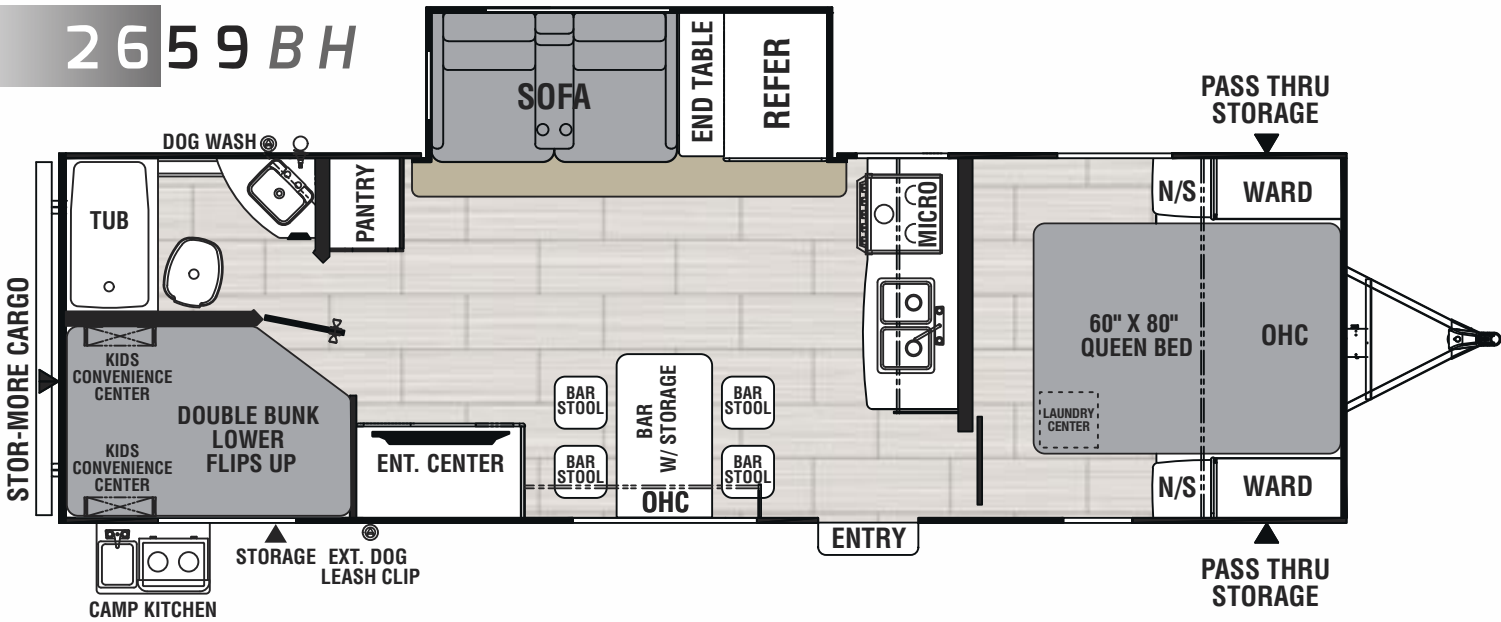 2659BH
SOFA
END TABLE
REFER
PASS THRU
STORAGE
DOG WASH
TUB
PANTRY
MICRO
N/S
WARD
STOR-MORE CARGO
KIDS
CONVENIENCE
CENTER
60" X 80"
QUEEN BED
OHC
DOUBLE BUNK
LOWER
FLIPS UP
BAR
STOOL
BAR
W/ STORAGE
BAR
STOOL
LAUNDRY
CENTER
KIDS
CONVENIENCE
CENTER
ENT. CENTER
BAR
STOOL
BAR
STOOL
OHC
N/S
WARD
STORAGE
EXT. DOG
LEASH CLIP
ENTRY
PASS THRU
STORAGE
CAMP KITCHEN